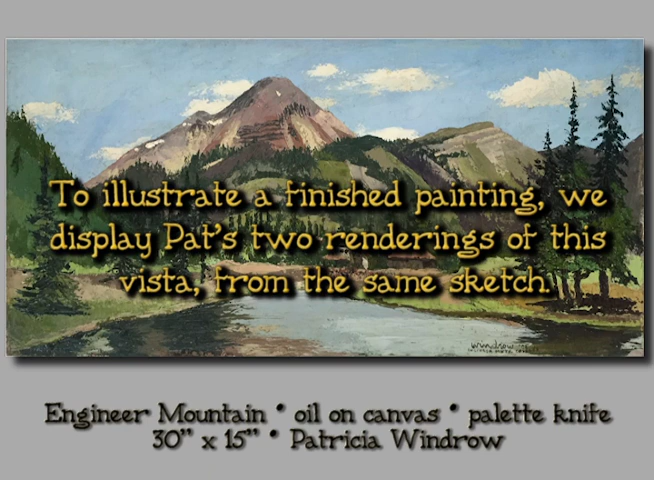 To illustrate a finished painting, we
display Pat's two renderings of this
vista, from the same sketch.
Windrow
Engineer Mountain • oil on canvas • palette knife
30" x 15" • Patricia Windrow